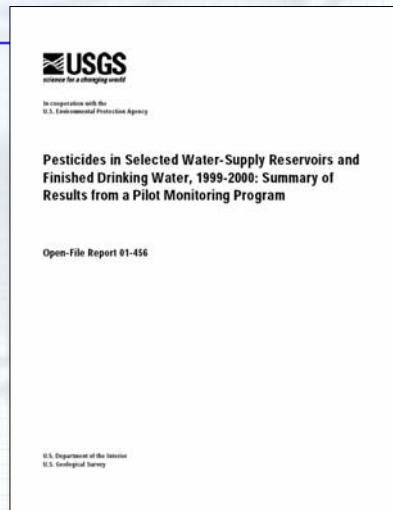 USGS
science for a changing world
In cooperation with the
U.S. Environmental Protection Agency
Pesticides in Selected Water-Supply Reservoirs and
Finished Drinking Water, 1999-2000: Summary of
Results from a Pilot Monitoring Program
Open-File Report 01-456
U.S. Department of the Interior
U.S. Geological Survey